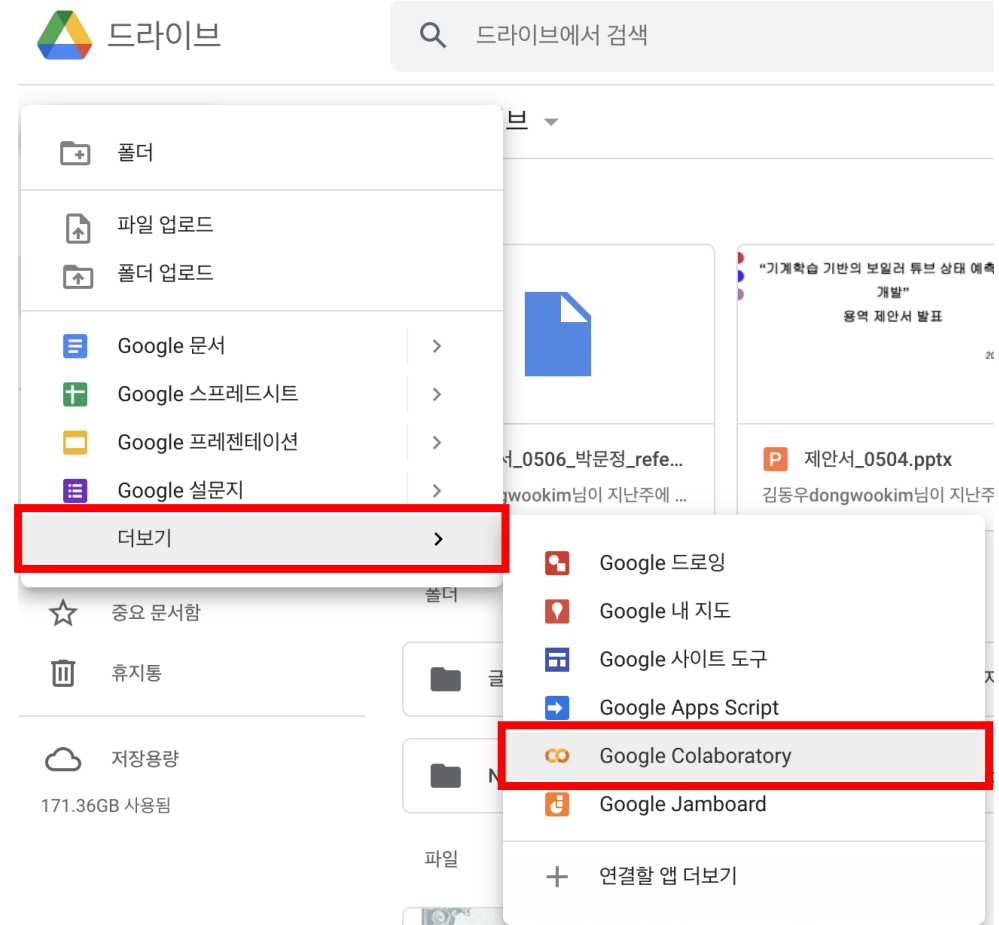 드라이브
드라이브에서 검색
브
폴더
파일 업로드
폴더 업로드
Google 문서
Google 스프레드시트
Google 프레젠테이션
Google 설문지
더보기
"기계학습 기반의 보일러 튜브 상태 예측
개발"
용역 제안서 발표
20
_0506_박문정_refe...
gwookim님이 지난주에 ...
P 제안서_0504.pptx
김동우dongwookim님이 지난주
중요 문서함
휴지통
저장용량
171.36GB 사용됨
폴더
글
N
파일
Google 드로잉
Google 내 지도
Google 사이트 도구
Google Apps Script
Google Colaboratory
Google Jamboard
연결할 앱 더보기